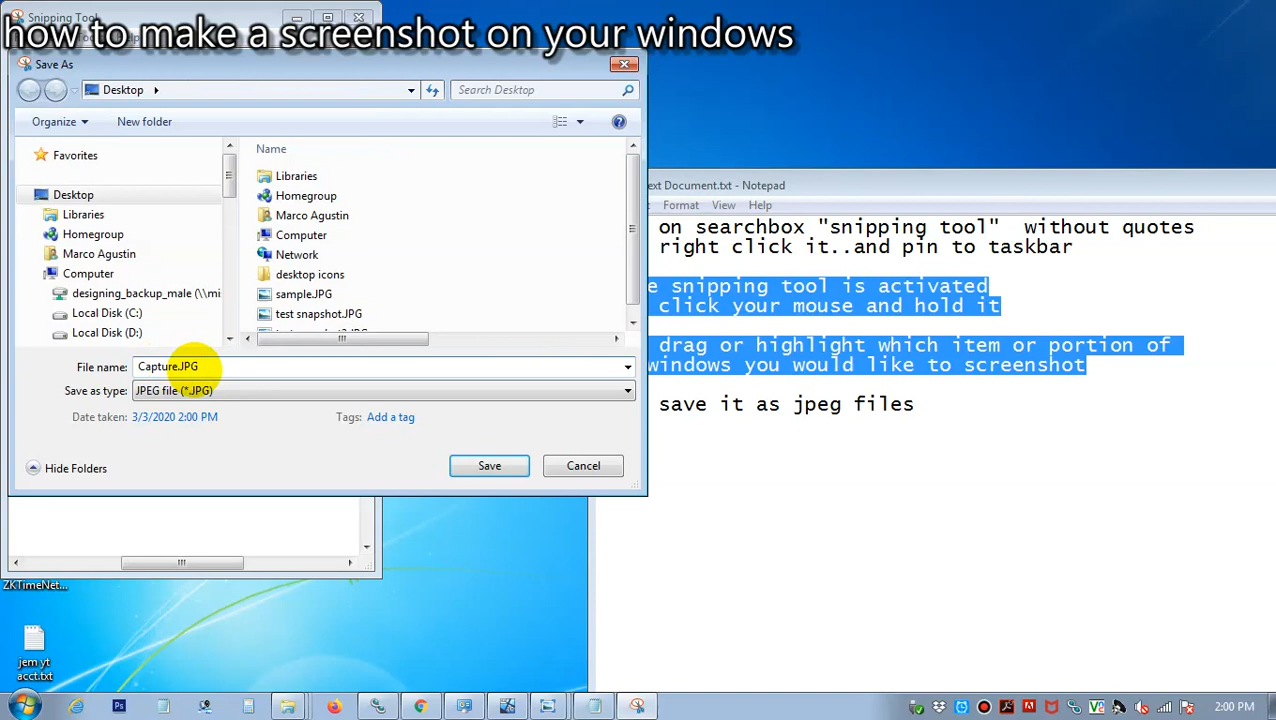 Snipping Tool
how to make a screenshot on your windows
Save As
Desktop
Search Desktop
Organize
New folder
Favorites
Desktop
Libraries
Homegroup
Marco Agustin
Computer
designing_backup_male (\\mi
Local Disk (C:)
Local Disk (D:)
Name
Libraries
Homegroup
Marco Agustin
Computer
Network
desktop icons
sample.JPG
test snapshot.JPG
File name: Capture.JPG
Save as type: JPEG file (*.JPG)
Date taken: 3/3/2020 2:00 PM
Tags: Add a tag
Hide Folders
Save
Cancel
ext Document.txt - Notepad
Format View Help
on searchbox "snipping tool" without quotes
right click it..and pin to taskbar
e snipping tool is activated
click your mouse and hold it
drag or highlight which item or portion of
windows you would like to screenshot
save it as jpeg files
ZKTimeNet...
jem yt
acct.txt
2:00 PM